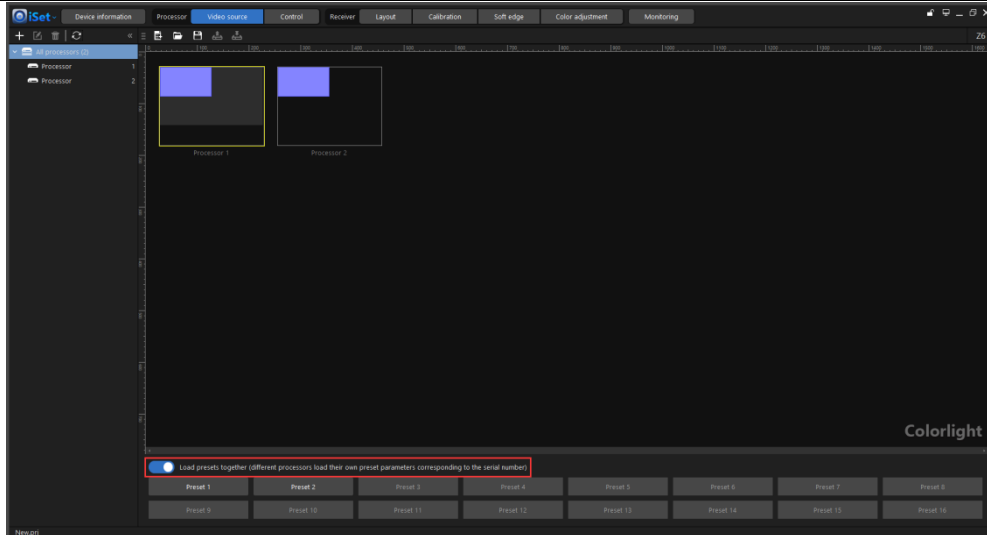 iSet Device information Processor Video source Control Receiver Layout Calibration Soft edge Color adjustment Monitoring
Z6
All processors (2)
Processor 1
Processor 2
Processor 1 Processor 2
Colorlight
Load presets together (different processors load their own preset parameters corresponding to the serial number)
Preset 1 Preset 2 Preset 3 Preset 4 Preset 5 Preset 6 Preset 7 Preset 8
Preset 9 Preset 10 Preset 11 Preset 12 Preset 13 Preset 14 Preset 15 Preset 16
New.prj